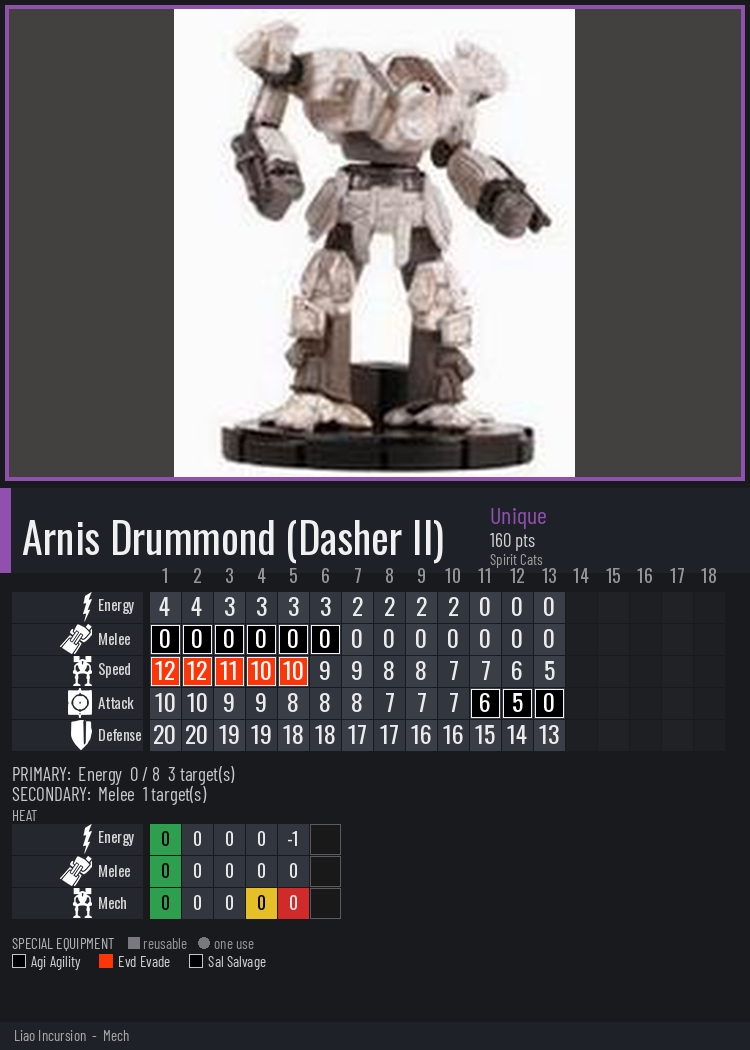 Arnis Drummond (Dasher II)
Unique
160 pts
Spirit Cats
1 2 3 4 5 6 7 8 9 10 11 12 13 14 15 16 17 18
Energy 4 4 3 3 3 3 2 2 2 2 0 0 0
Melee 0 0 0 0 0 0 0 0 0 0 0 0 0
Speed 12 12 11 10 10 9 9 8 8 7 7 6 5
Attack 10 10 9 9 8 8 8 7 7 7 6 5 0
Defense 20 20 19 19 18 18 17 17 16 16 15 14 13
PRIMARY: Energy 0 / 8 3 target(s)
SECONDARY: Melee 1 target(s)
HEAT
Energy 0 0 0 0 -1
Melee 0 0 0 0 0
Mech 0 0 0 0 0
SPECIAL EQUIPMENT reusable one use
Agi Agility Evd Evade Sal Salvage
Liao Incursion - Mech